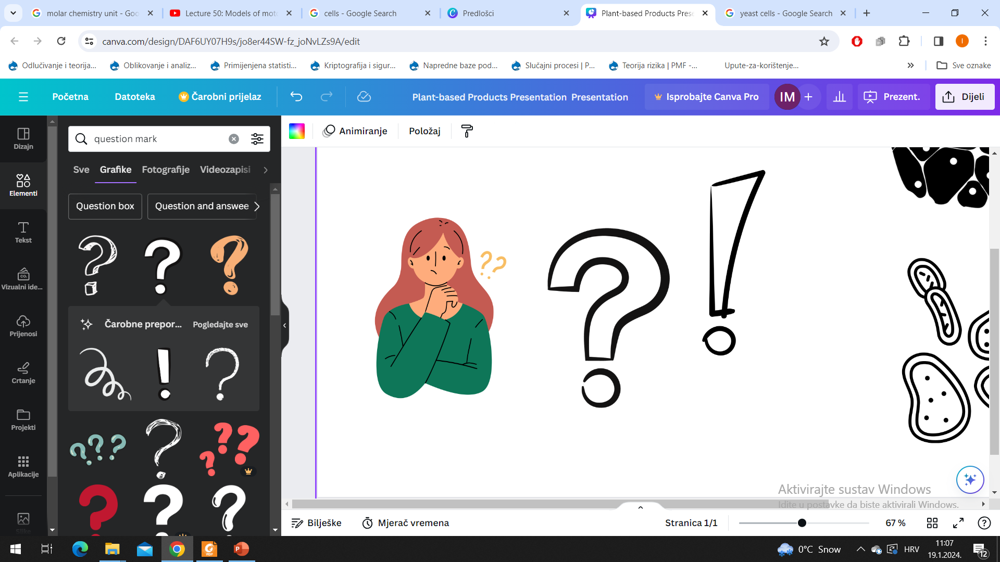 molar chemistry unit - Goo
Lecture 50: Models of moto
cells - Google Search
Predlošci
Plant-based Products Prese
yeast cells - Google Search
canva.com/design/DAF6UY07H9s/jo8er44SW-fz_joNvLZs9A/edit
Odlučivanje i teorija...
Oblikovanje i analiz...
Primijenjena statisti...
Kriptografija i sigur...
Napredne baze pod...
Slučajni procesi | P...
Teorija rizika | PMF -...
Upute-za-korištenje...
Sve oznake
Početna
Datoteka
Čarobni prijelaz
Plant-based Products Presentation Presentation
Isprobajte Canva Pro
IM
Prezent.
Dijeli
Dizajn
Elementi
Tekst
Vizualni ide...
Prijenosi
Crtanje
Projekti
Aplikacije
Slike
question mark
Sve
Grafike
Fotografije
Videozapisi
Question box
Question and answee
Čarobne prepor...
Pogledajte sve
Animiranje
Položaj
Aktivirajte sustav Windows
Idite u postavke da biste aktivirali Windows.
Bilješke
Mjerač vremena
Stranica 1/1
67 %
0°C Snow
HRV
11:07
19.1.2024.
12